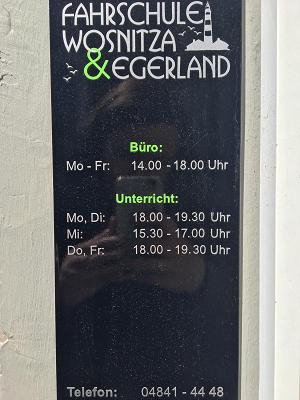 FAHRSCHULE
WOSNITZA
& EGERLAND
Büro:
Mo - Fr: 14.00 - 18.00 Uhr
Unterricht:
Mo, Di: 18.00 - 19.30 Uhr
Mi: 15.30 - 17.00 Uhr
Do, Fr: 18.00 - 19.30 Uhr
Telefon: 04841 - 44 48